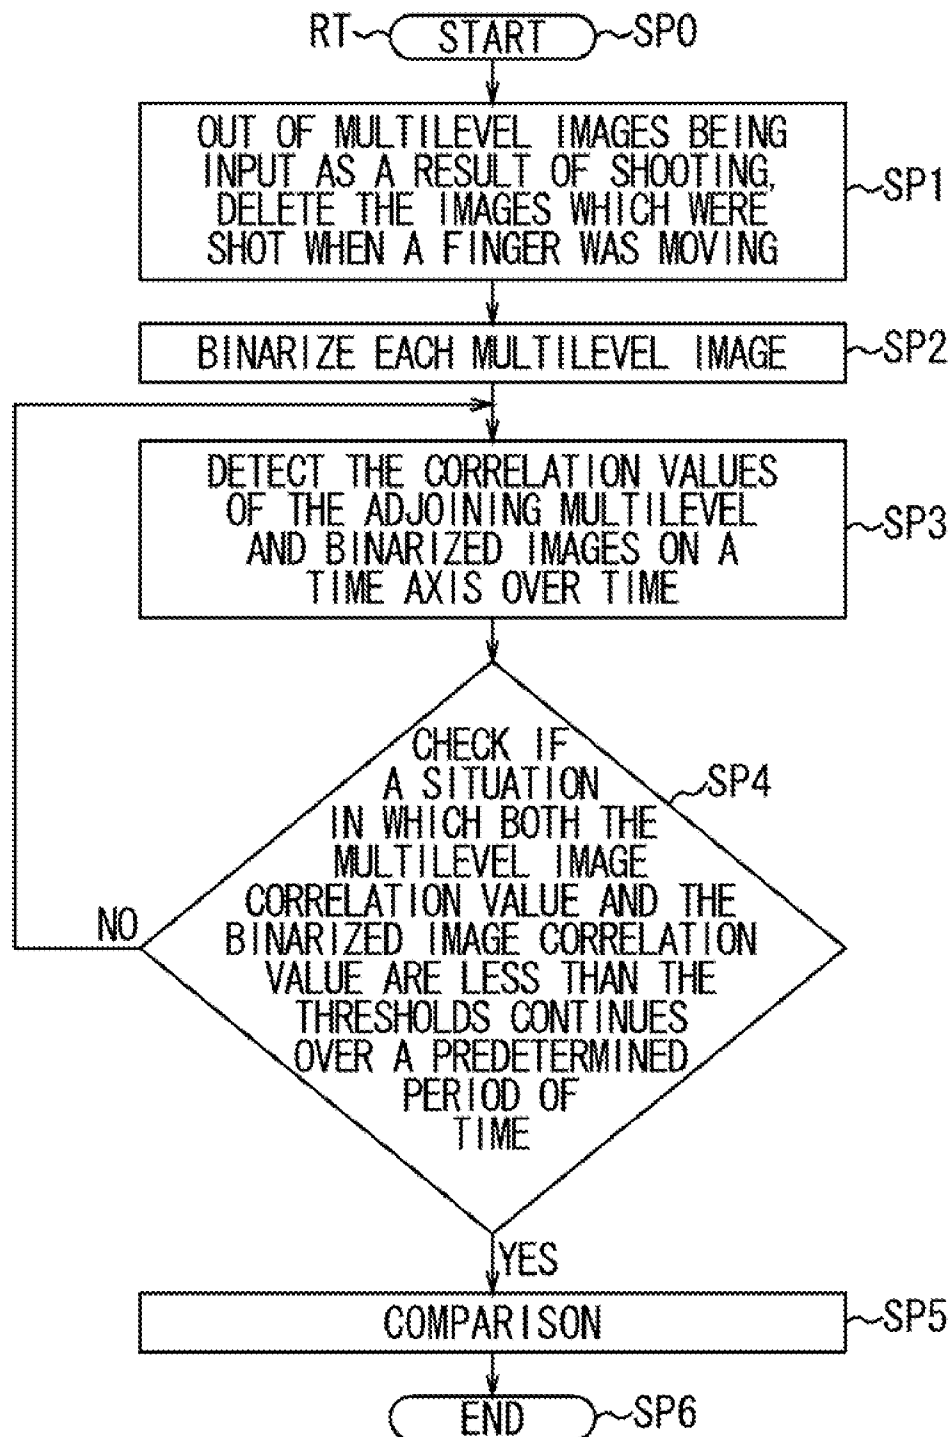 RT START SP0
OUT OF MULTILEVEL IMAGES BEING
INPUT AS A RESULT OF SHOOTING,
DELETE THE IMAGES WHICH WERE
SHOT WHEN A FINGER WAS MOVING
SP1
BINARIZE EACH MULTILEVEL IMAGE
SP2
DETECT THE CORRELATION VALUES
OF THE ADJOINING MULTILEVEL
AND BINARIZED IMAGES ON A
TIME AXIS OVER TIME
SP3
CHECK IF
A SITUATION
IN WHICH BOTH THE
MULTILEVEL IMAGE
CORRELATION VALUE AND THE
BINARIZED IMAGE CORRELATION
VALUE ARE LESS THAN THE
THRESHOLDS CONTINUES
OVER A PREDETERMINED
PERIOD OF
TIME
SP4
NO
YES
COMPARISON
SP5
END SP6